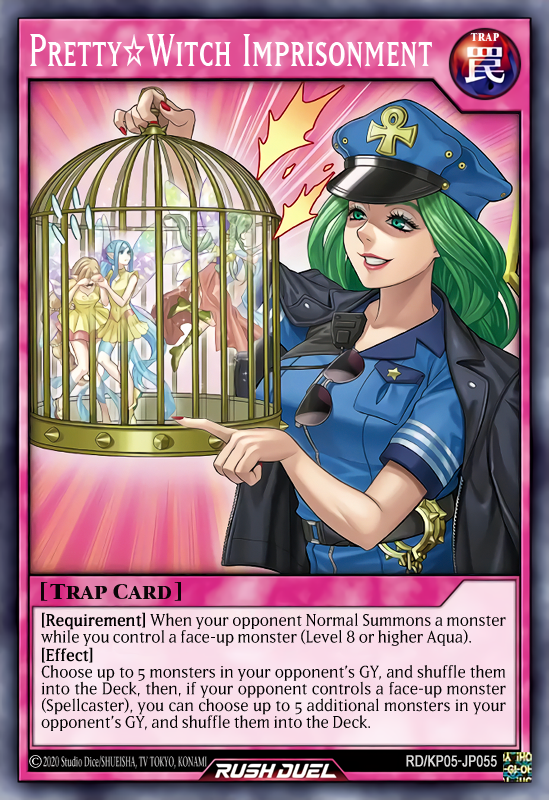 PRETTY☆WITCH IMPRISONMENT
TRAP
罠
[TRAP CARD]
[Requirement] When your opponent Normal Summons a monster
while you control a face-up monster (Level 8 or higher Aqua).
[Effect]
Choose up to 5 monsters in your opponent's GY, and shuffle them
into the Deck, then, if your opponent controls a face-up monster
(Spellcaster), you can choose up to 5 additional monsters in your
opponent's GY, and shuffle them into the Deck.
©2020 Studio Dice/SHUEISHA, TV TOKYO, KONAMI
RUSH DUEL
RD/KP05-JP055